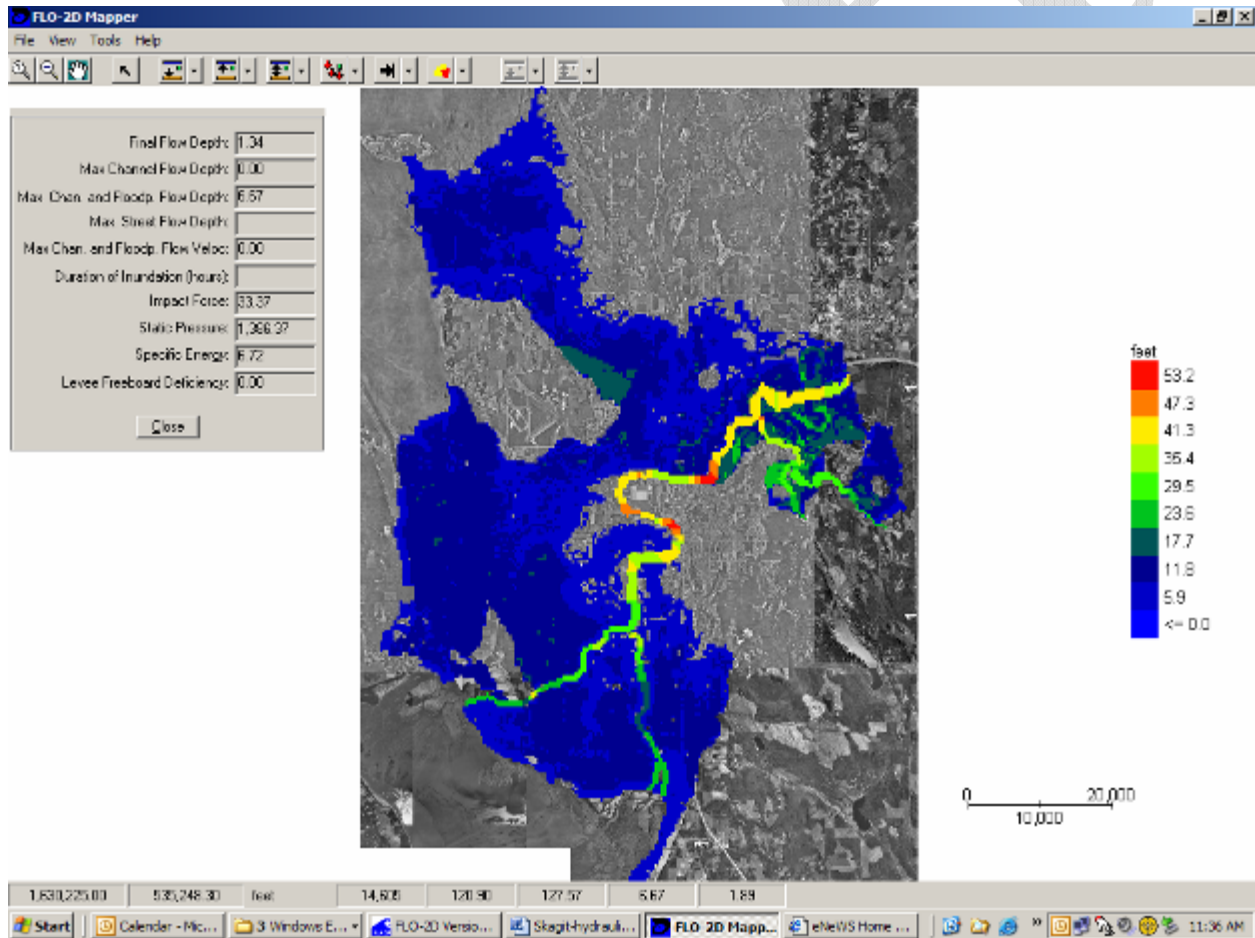 FLO-2D Mapper
File View Tools Help
Final Flow Depth: 1.34
Max Channel Flow Depth: 0.00
Max. Chan. and Floodp. Flow Depth: 6.67
Max. Street Flow Depth:
Max Chan. and Floodp. Flow Veloc: 0.00
Duration of Inundation (hours):
Impact Force: 33.37
Static Pressure: 1,386.37
Specific Energy: 6.72
Levee Freeboard Deficiency: 0.00
Close
feet
53.2
47.3
41.3
35.4
29.5
23.6
17.7
11.8
5.9
<= 0.0
0 20,000
10,000
1,630,225.00 535,248.30 feet 14,609 120.90 127.57 6.67 1.89
Start Calendar - Mic... 3 Windows E... FLO-2D Versio... Skagit-hydrauli... FLO-2D Mapp... eNeWS Home ... 11:36 AM